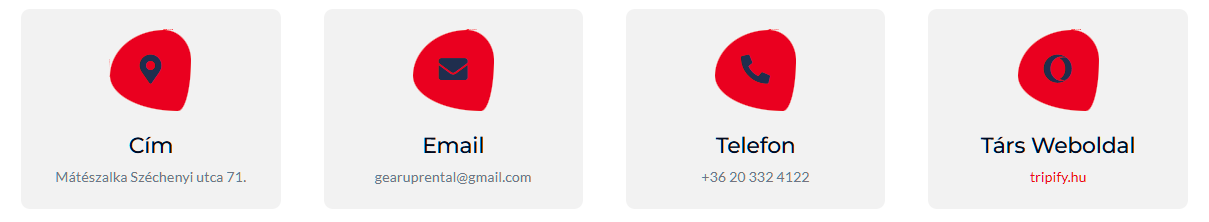 Cím
Mátészalka Széchenyi utca 71.
Email
gearuprental@gmail.com
Telefon
+36 20 332 4122
Társ Weboldal
tripify.hu